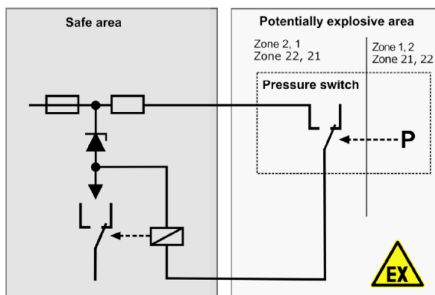 Safe area
Potentially explosive area
Zone 2, 1
Zone 22, 21
Zone 1, 2
Zone 21, 22
Pressure switch
P
EX